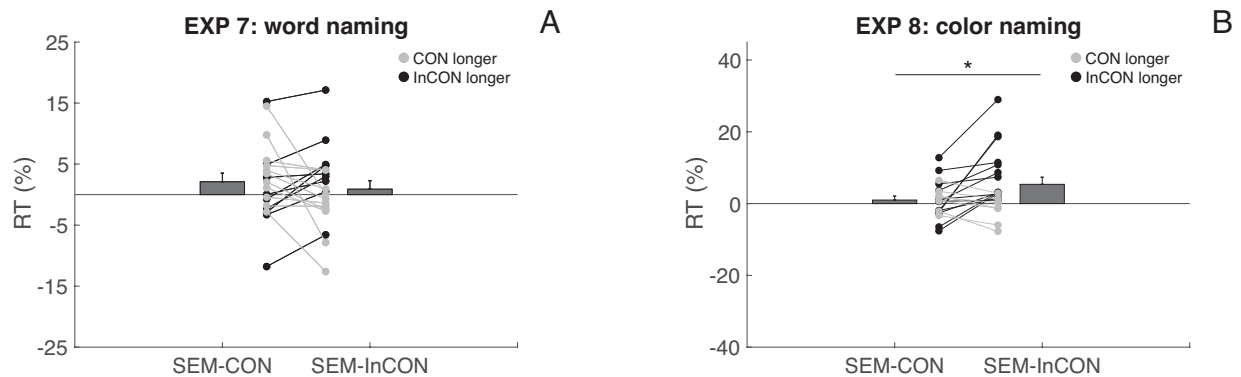 EXP 7: word naming
A
25
15
5
-5
-15
-25
RT (%)
CON longer
InCON longer
SEM-CON
SEM-InCON
EXP 8: color naming
B
40
20
0
-20
-40
RT (%)
CON longer
InCON longer
*
SEM-CON
SEM-InCON